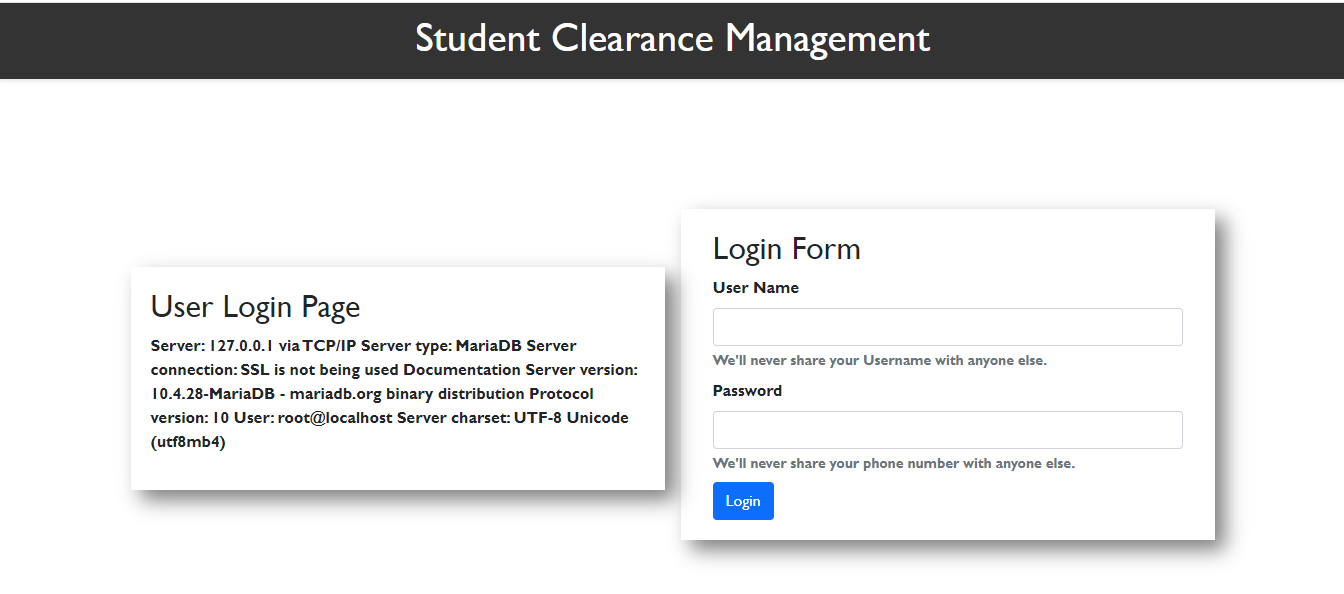 Student Clearance Management
User Login Page
Server: 127.0.0.1 via TCP/IP Server type: MariaDB Server
connection: SSL is not being used Documentation Server version:
10.4.28-MariaDB - mariadb.org binary distribution Protocol
version: 10 User: root@localhost Server charset: UTF-8 Unicode
(utf8mb4)
Login Form
User Name
We'll never share your Username with anyone else.
Password
We'll never share your phone number with anyone else.
Login